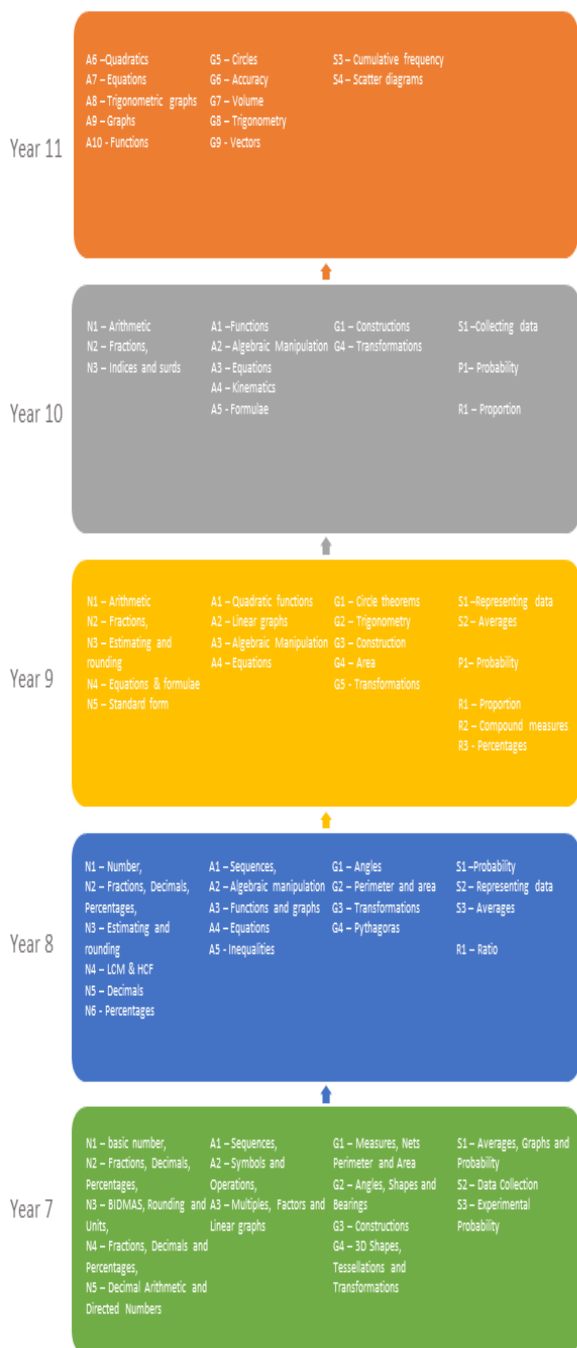 Year 11
A6 –Quadratics
A7 – Equations
A8 – Trigonometric graphs
A9 – Graphs
A10 - Functions
G5 – Circles
G6 – Accuracy
G7 – Volume
G8 – Trigonometry
G9 - Vectors
S3 – Cumulative frequency
S4 – Scatter diagrams
Year 10
N1 – Arithmetic
N2 – Fractions,
N3 – Indices and surds
A1 –Functions
A2 – Algebraic Manipulation
A3 – Equations
A4 – Kinematics
A5 - Formulae
G1 – Constructions
G4 – Transformations
S1 –Collecting data
P1– Probability
R1 – Proportion
Year 9
N1 – Arithmetic
N2 – Fractions,
N3 – Estimating and
rounding
N4 – Equations & formulae
N5 – Standard form
A1 – Quadratic functions
A2 – Linear graphs
A3 – Algebraic Manipulation
A4 – Equations
G1 – Circle theorems
G2 – Trigonometry
G3 – Construction
G4 – Area
G5 - Transformations
S1 –Representing data
S2 – Averages
P1– Probability
R1 – Proportion
R2 – Compound measures
R3 - Percentages
Year 8
N1 – Number,
N2 – Fractions, Decimals,
Percentages,
N3 – Estimating and
rounding
N4 – LCM & HCF
N5 – Decimals
N6 - Percentages
A1 – Sequences,
A2 – Algebraic manipulation
A3 – Functions and graphs
A4 – Equations
A5 - Inequalities
G1 – Angles
G2 – Perimeter and area
G3 – Transformations
G4 – Pythagoras
S1 –Probability
S2 – Representing data
S3 – Averages
R1 – Ratio
Year 7
N1 – basic number,
N2 – Fractions, Decimals,
Percentages,
N3 – BIDMAS, Rounding and
Units,
N4 – Fractions, Decimals and
Percentages,
N5 – Decimal Arithmetic and
Directed Numbers
A1 – Sequences,
A2 – Symbols and
Operations,
A3 – Multiples, Factors and
Linear graphs
G1 – Measures, Nets
Perimeter and Area
G2 – Angles, Shapes and
Bearings
G3 – Constructions
G4 – 3D Shapes,
Tessellations and
Transformations
S1 – Averages, Graphs and
Probability
S2 – Data Collection
S3 – Experimental
Probability